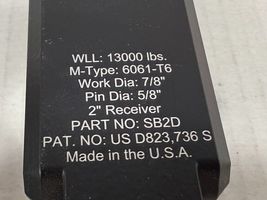 WLL: 13000 lbs.
M-Type: 6061-T6
Work Dia: 7/8"
Pin Dia: 5/8"
2" Receiver
PART NO: SB2D
PAT. NO: US D823,736 S
Made in the U.S.A.